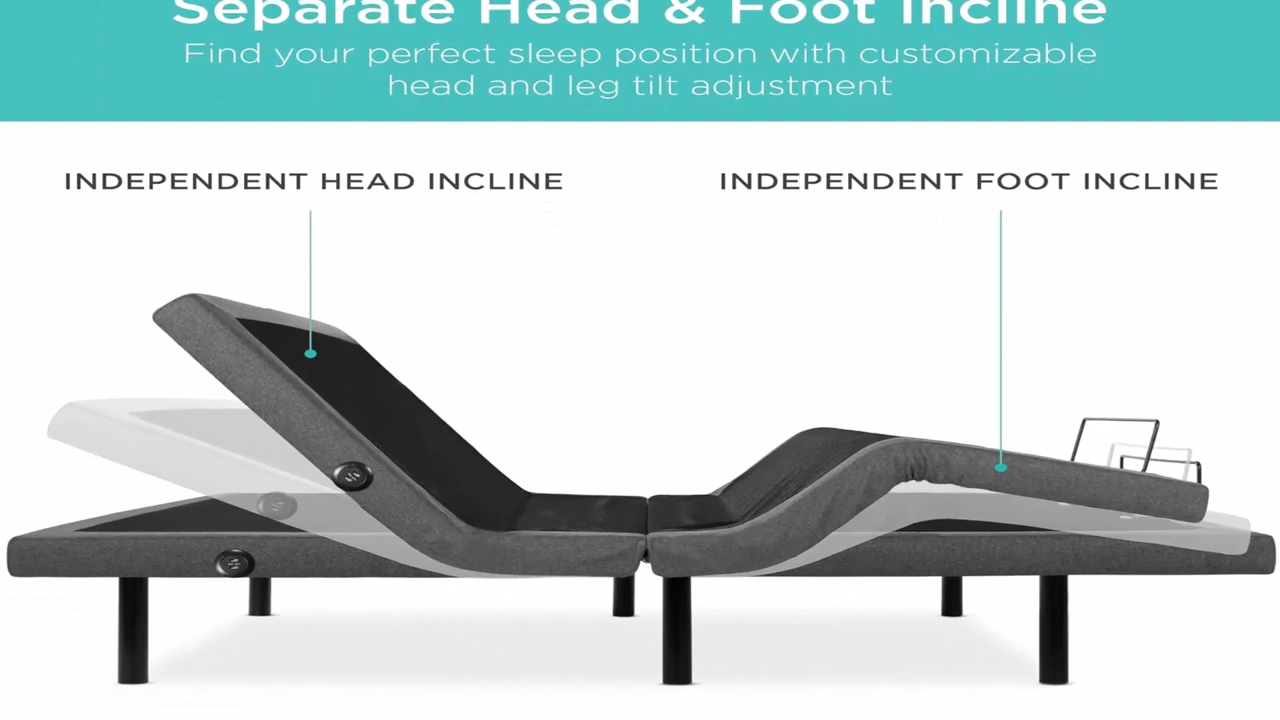 Separate Head & Foot Incline
Find your perfect sleep position with customizable
head and leg tilt adjustment
INDEPENDENT HEAD INCLINE
INDEPENDENT FOOT INCLINE